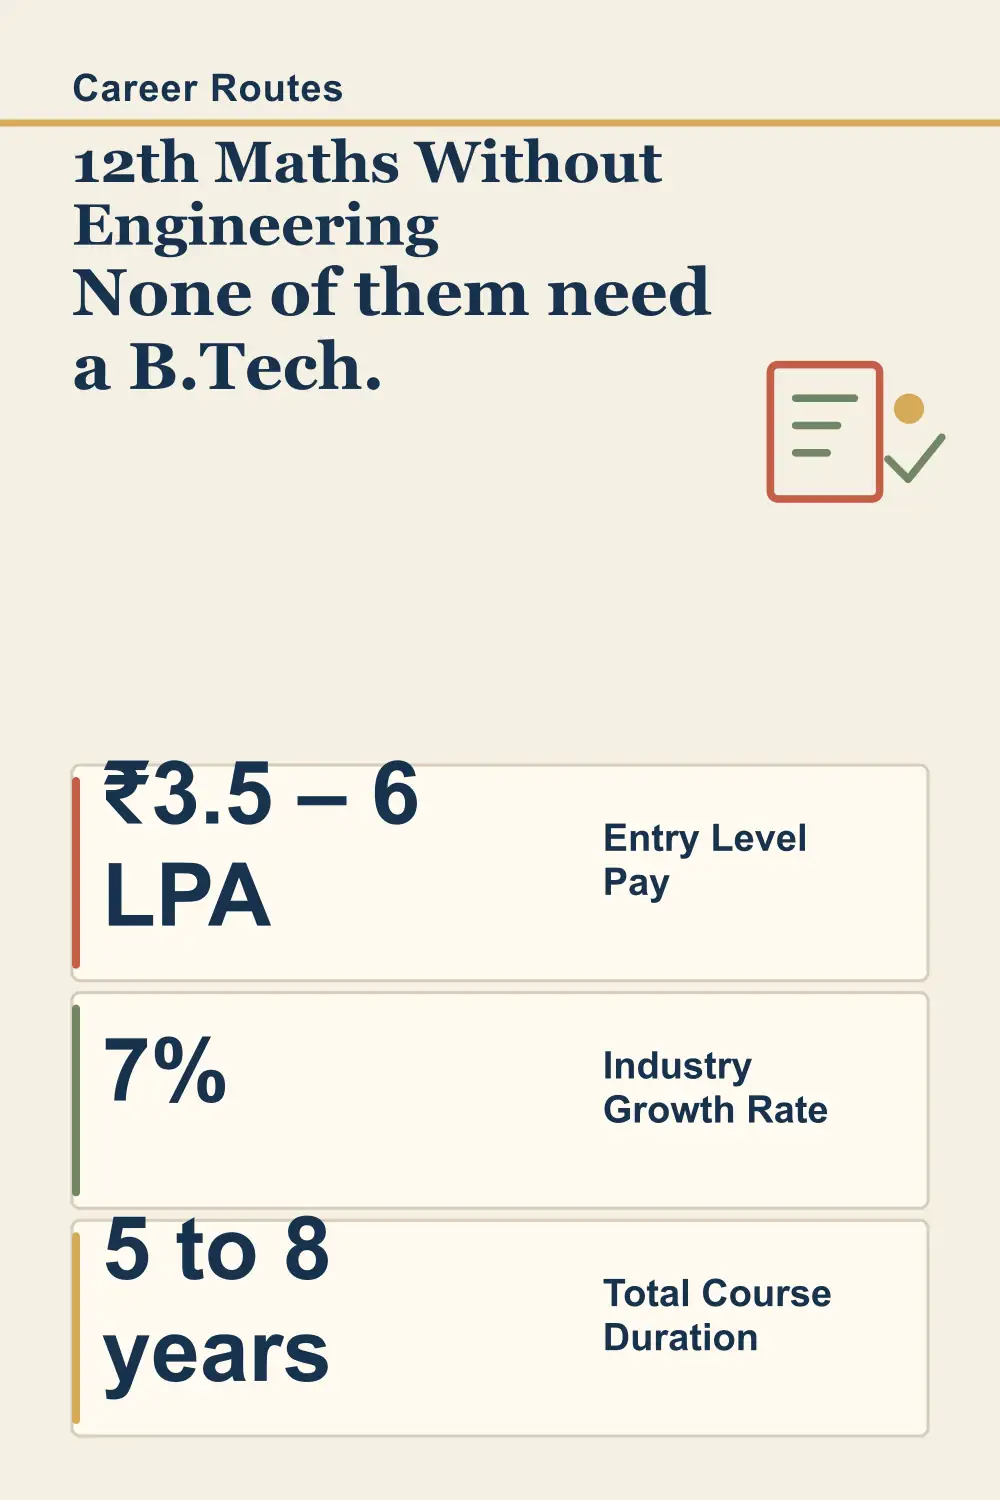 Career Routes
12th Maths Without
Engineering
None of them need
a B.Tech.
₹3.5 – 6
LPA
Entry Level
Pay
7%
Industry
Growth Rate
5 to 8
years
Total Course
Duration